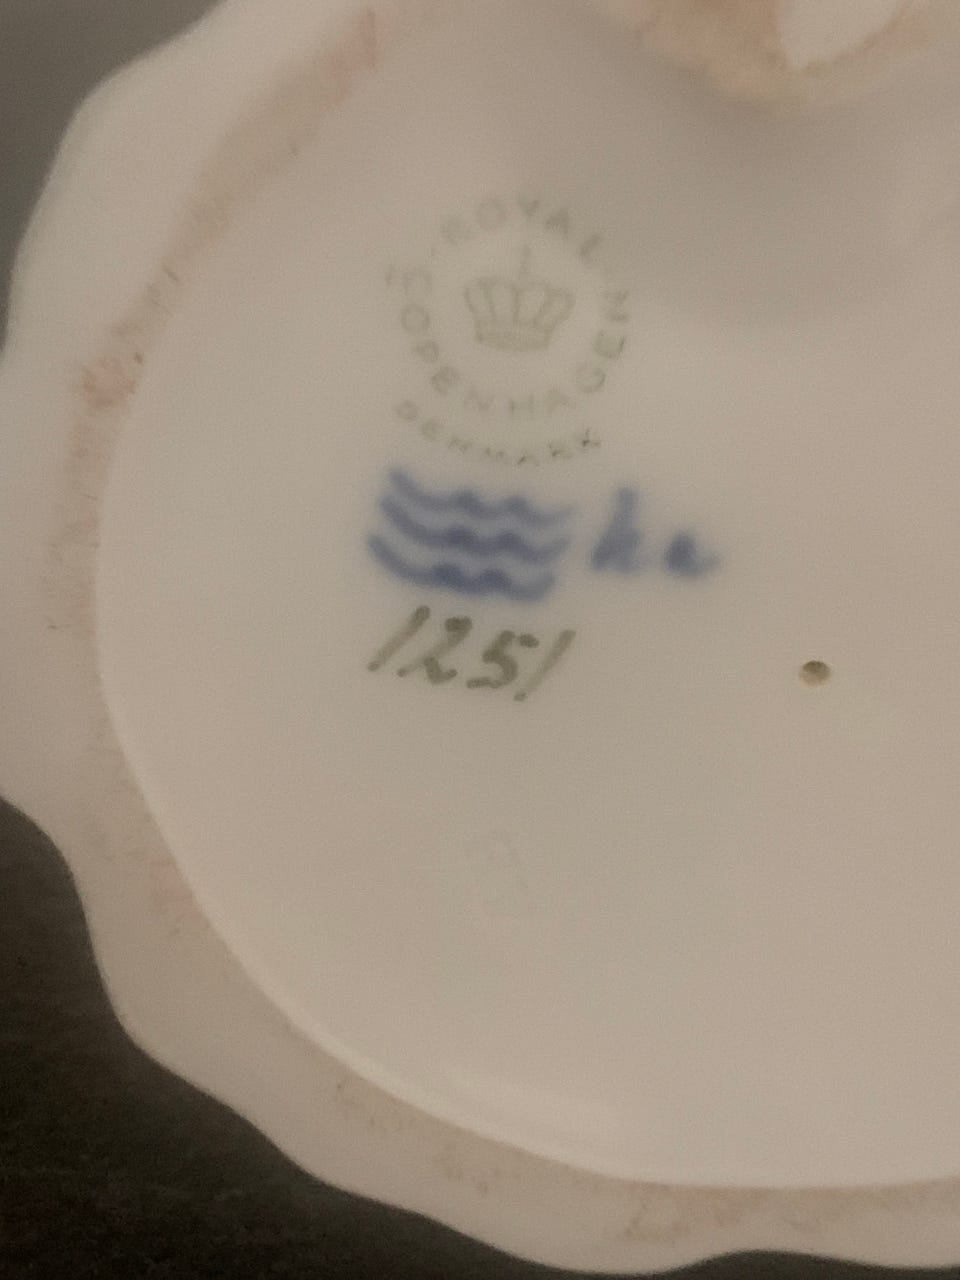 ROYAL
COPENHAGEN
DENMARK
1251